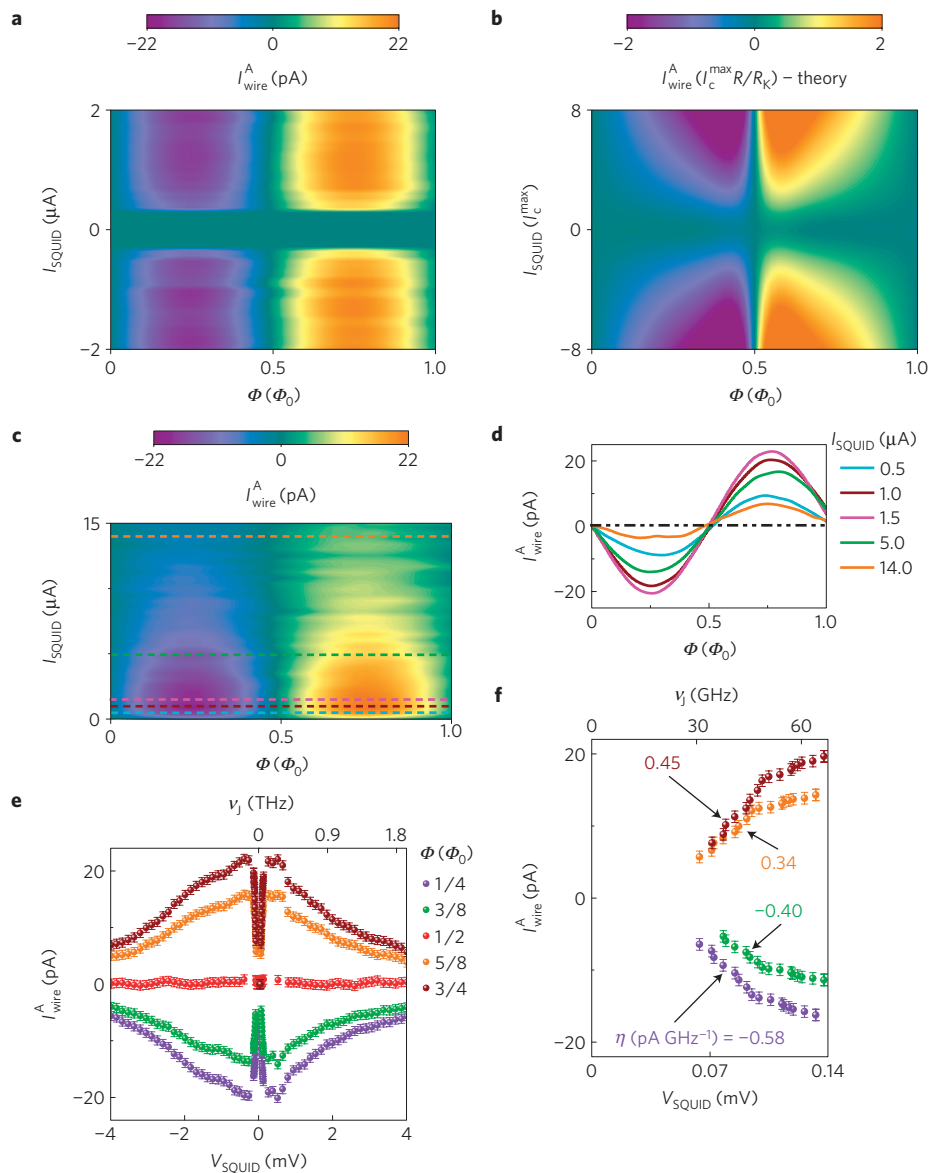 a
−22 0 22
I_wire^A (pA)
2
0
−2
I_SQUID (μA)
0 0.5 1.0
Φ (Φ₀)
b
−2 0 2
I_wire^A (I_c^max R/R_K) – theory
8
0
−8
I_SQUID (I_c^max)
0 0.5 1.0
Φ (Φ₀)
c
−22 0 22
I_wire^A (pA)
15
0
I_SQUID (μA)
0 0.5 1.0
Φ (Φ₀)
d
20
0
−20
I_wire^A (pA)
0 0.5 1.0
Φ (Φ₀)
I_SQUID (μA)
0.5
1.0
1.5
5.0
14.0
e
ν_J (THz)
0 0.9 1.8
20
0
−20
I_wire^A (pA)
−4 −2 0 2 4
V_SQUID (mV)
Φ (Φ₀)
1/4
3/8
1/2
5/8
3/4
f
ν_J (GHz)
0 30 60
20
0
−20
I_wire^A (pA)
0.45
0.34
−0.40
η (pA GHz⁻¹) = −0.58
0 0.07 0.14
V_SQUID (mV)